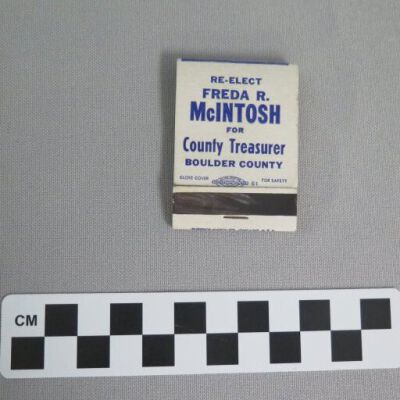 RE-ELECT
FREDA R.
McINTOSH
FOR
County Treasurer
BOULDER COUNTY
CLOSE COVER FOR SAFETY
CM